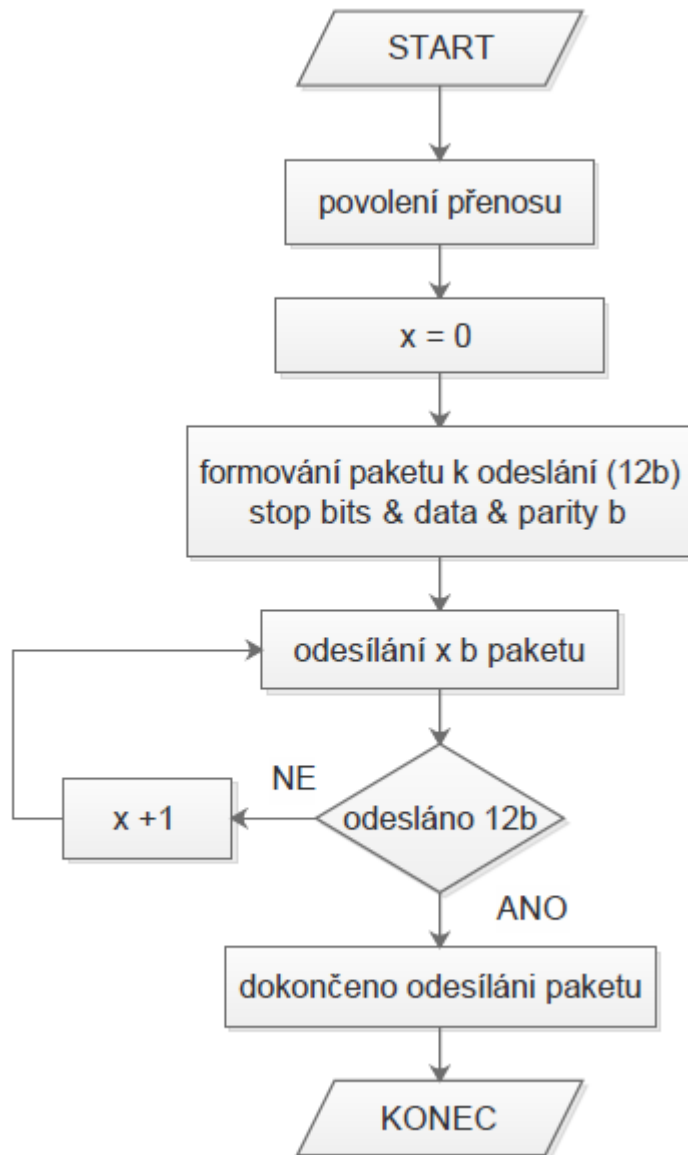 START
povolení přenosu
x = 0
formování paketu k odeslání (12b)
stop bits & data & parity b
odesílání x b paketu
NE
x +1
odesláno 12b
ANO
dokončeno odesíláni paketu
KONEC